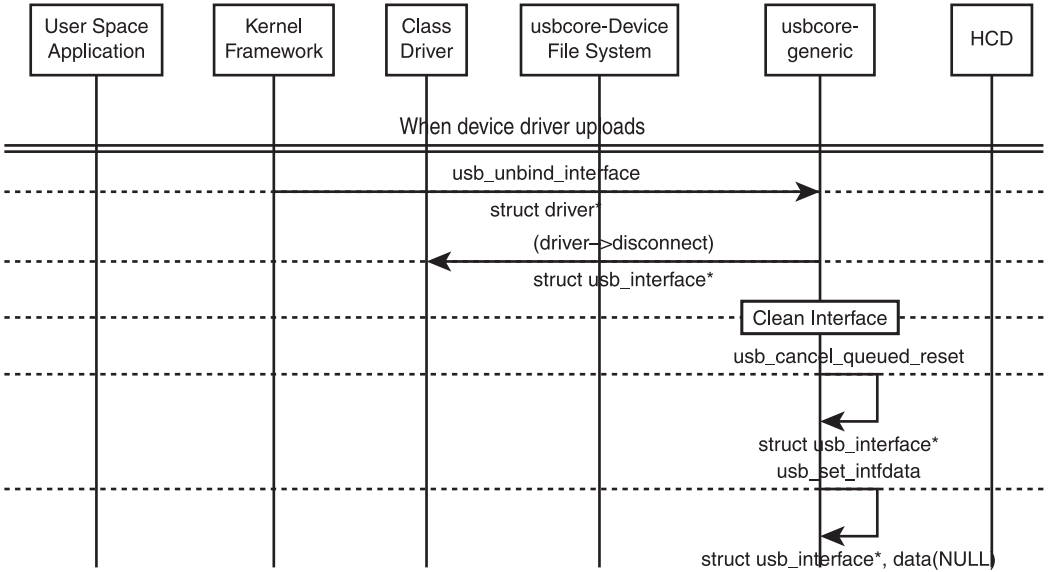 User Space
Application
Kernel
Framework
Class
Driver
usbcore-Device
File System
usbcore-
generic
HCD
When device driver uploads
usb_unbind_interface
struct driver*
(driver–>disconnect)
struct usb_interface*
Clean Interface
usb_cancel_queued_reset
struct usb_interface*
usb_set_intfdata
struct usb_interface*, data(NULL)